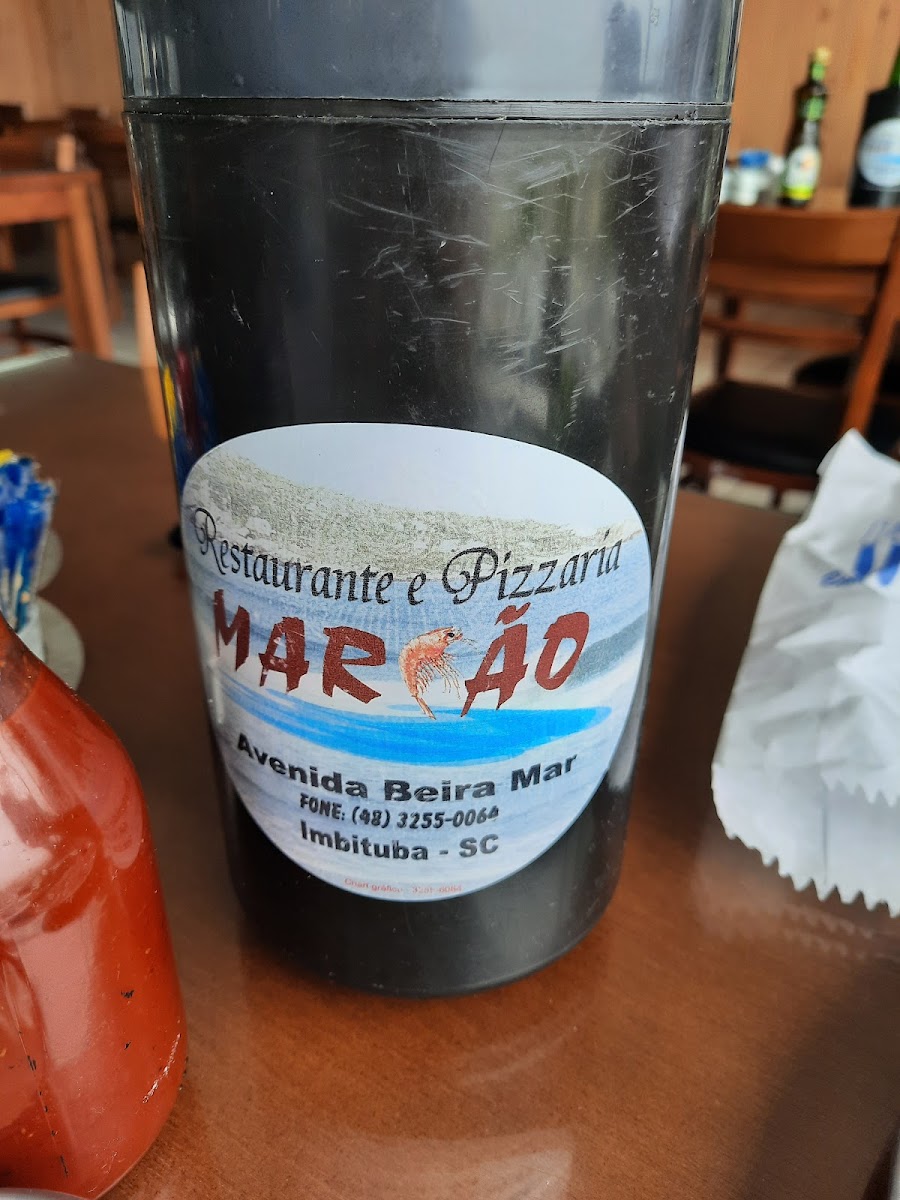 Restaurante e Pizzaria
MAR ÃO
Avenida Beira Mar
FONE: (48) 3255-0064
Imbituba - SC